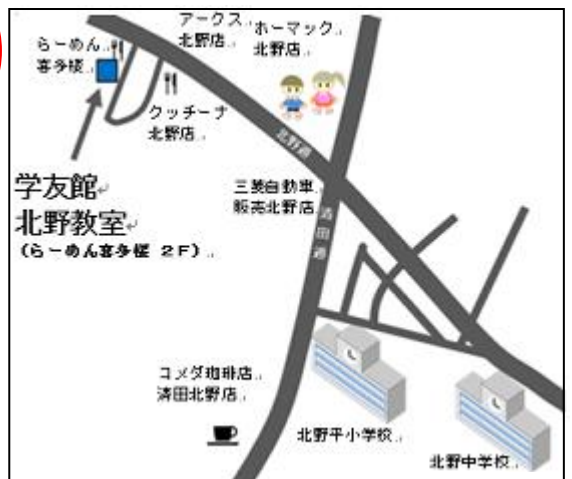 アークス
北野店
ホーマック
北野店
らーめん
喜多楼
クッチーナ
北野店
北野通
学友館
北野教室
(らーめん喜多楼 2F)
三菱自動車
販売北野店
清田通
コメダ珈琲店
清田北野店
北野平小学校
北野中学校